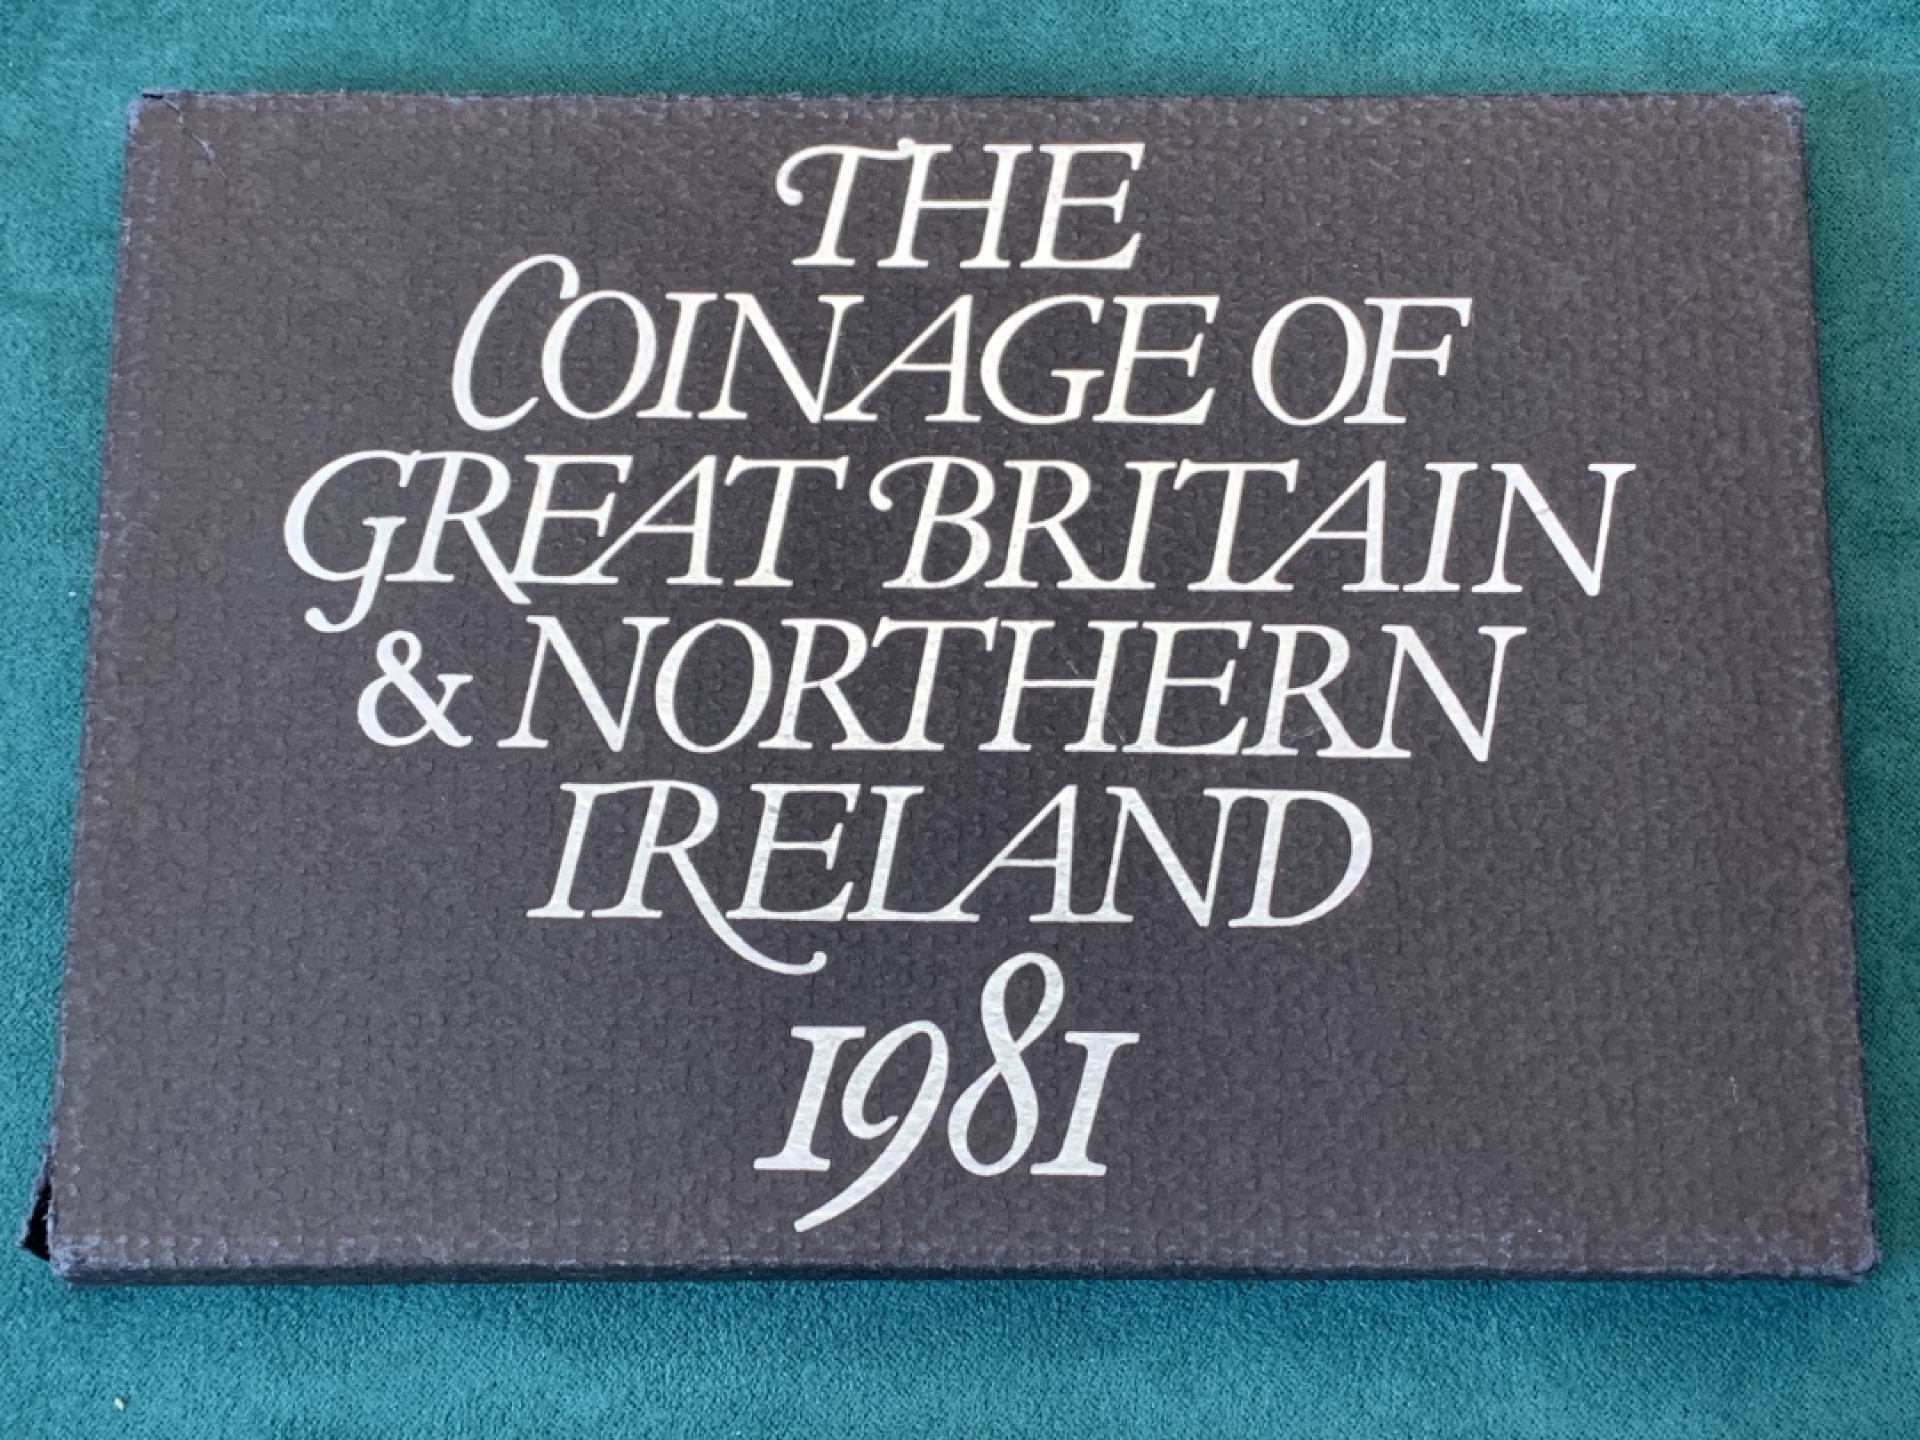 THE
COINAGE OF
GREAT BRITAIN
& NORTHERN
IRELAND
1981